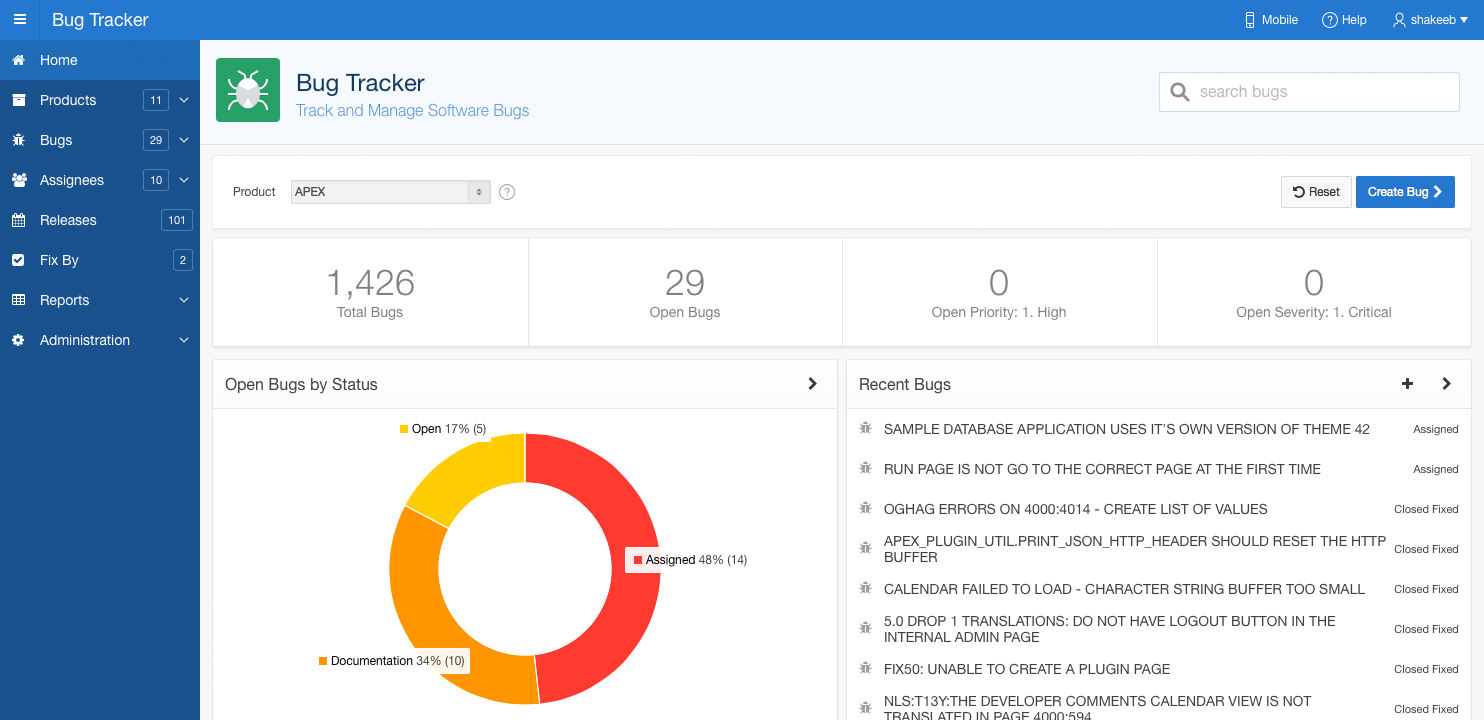 Bug Tracker
Mobile
? Help
shakeeb
Home
Products 11
Bugs 29
Assignees 10
Releases 101
Fix By 2
Reports
Administration
Bug Tracker
Track and Manage Software Bugs
search bugs
Product APEX ?
Reset
Create Bug
1,426
Total Bugs
29
Open Bugs
0
Open Priority: 1. High
0
Open Severity: 1. Critical
Open Bugs by Status
Open 17% (5)
Assigned 48% (14)
Documentation 34% (10)
Recent Bugs
SAMPLE DATABASE APPLICATION USES IT'S OWN VERSION OF THEME 42 Assigned
RUN PAGE IS NOT GO TO THE CORRECT PAGE AT THE FIRST TIME Assigned
OGHAG ERRORS ON 4000:4014 - CREATE LIST OF VALUES Closed Fixed
APEX_PLUGIN_UTIL.PRINT_JSON_HTTP_HEADER SHOULD RESET THE HTTP
BUFFER Closed Fixed
CALENDAR FAILED TO LOAD - CHARACTER STRING BUFFER TOO SMALL Closed Fixed
5.0 DROP 1 TRANSLATIONS: DO NOT HAVE LOGOUT BUTTON IN THE
INTERNAL ADMIN PAGE Closed Fixed
FIX50: UNABLE TO CREATE A PLUGIN PAGE Closed Fixed
NLS:T13Y:THE DEVELOPER COMMENTS CALENDAR VIEW IS NOT
TRANSLATED IN PAGE 4000:594 Closed Fixed